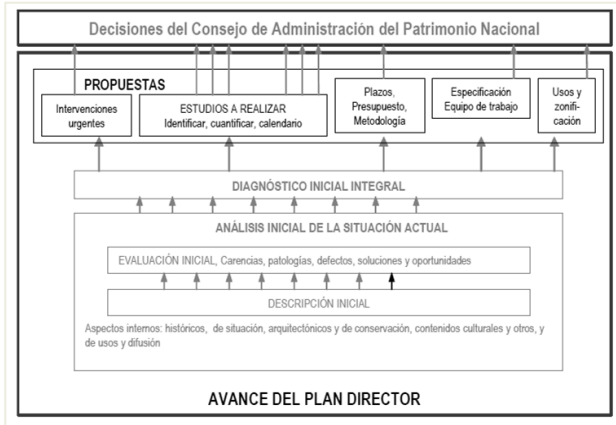 Decisiones del Consejo de Administración del Patrimonio Nacional
PROPUESTAS
Intervenciones
urgentes
ESTUDIOS A REALIZAR
Identificar, cuantificar, calendario
Plazos,
Presupuesto,
Metodología
Especificación
Equipo de trabajo
Usos y
zonifi-
cación
DIAGNÓSTICO INICIAL INTEGRAL
ANÀLISIS INICIAL DE LA SITUACIÓN ACTUAL
EVALUACIÓN INICIAL, Carencias, patologías, defectos, soluciones y oportunidades
DESCRIPCIÓN INICIAL
Aspectos internos: históricos, de situación, arquitectónicos y de conservación, contenidos culturales y otros, y
de usos y difusión
AVANCE DEL PLAN DIRECTOR